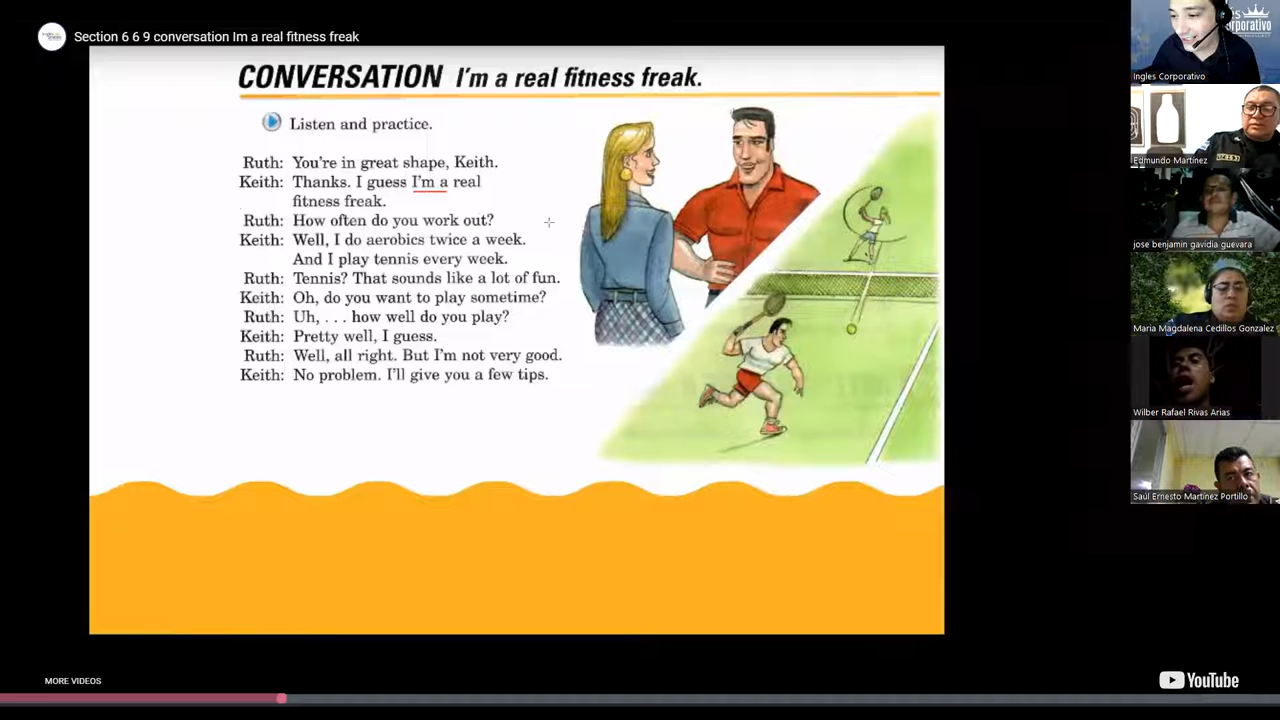 Section 6 6 9 conversation Im a real fitness freak
CONVERSATION I'm a real fitness freak.
Listen and practice.
Ruth: You're in great shape, Keith.
Keith: Thanks. I guess I'm a real
fitness freak.
Ruth: How often do you work out?
Keith: Well, I do aerobics twice a week.
And I play tennis every week.
Ruth: Tennis? That sounds like a lot of fun.
Keith: Oh, do you want to play sometime?
Ruth: Uh, . . . how well do you play?
Keith: Pretty well, I guess.
Ruth: Well, all right. But I'm not very good.
Keith: No problem. I'll give you a few tips.
Ingles Corporativo
Edmundo Martinez
jose benjamin gavidia guevara
Maria Magdalena Cedillos Gonzalez
Wilber Rafael Rivas Arias
Saúl Ernesto Martínez Portillo
MORE VIDEOS
YouTube